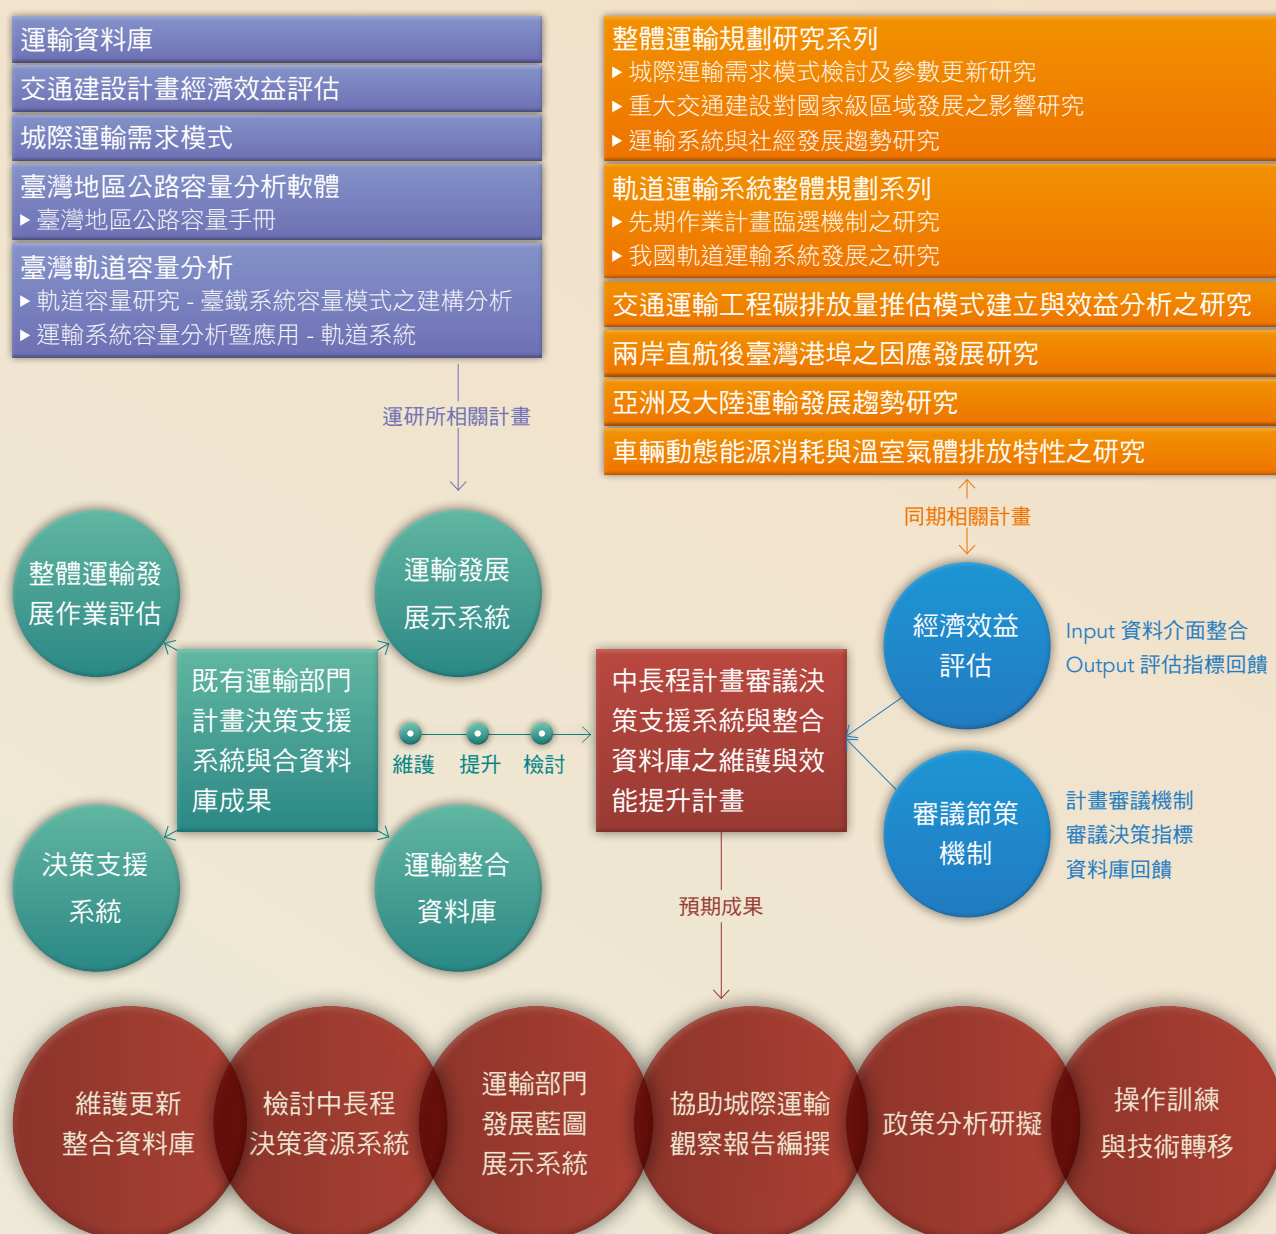 運輸資料庫
交通建設計畫經濟效益評估
城際運輸需求模式
臺灣地區公路容量分析軟體
▶臺灣地區公路容量手冊
臺灣軌道容量分析
▶軌道容量研究 - 臺鐵系統容量模式之建構分析
▶運輸系統容量分析暨應用 - 軌道系統
運研所相關計畫
整體運輸規劃研究系列
▶城際運輸需求模式檢討及參數更新研究
▶重大交通建設對國家級區域發展之影響研究
▶運輸系統與社經發展趨勢研究
軌道運輸系統整體規劃系列
▶先期作業計畫臨選機制之研究
▶我國軌道運輸系統發展之研究
交通運輸工程碳排放量推估模式建立與效益分析之研究
兩岸直航後臺灣港埠之因應發展研究
亞洲及大陸運輸發展趨勢研究
車輛動態能源消耗與溫室氣體排放特性之研究
同期相關計畫
整體運輸發
展作業評估
運輸發展
展示系統
既有運輸部門
計畫決策支援
系統與合資料
庫成果
決策支援
系統
運輸整合
資料庫
維護
提升
檢討
中長程計畫審議決
策支援系統與整合
資料庫之維護與效
能提升計畫
經濟效益
評估
Input 資料介面整合
Output 評估指標回饋
審議節策
機制
計畫審議機制
審議決策指標
資料庫回饋
預期成果
維護更新
整合資料庫
檢討中長程
決策資源系統
運輸部門
發展藍圖
展示系統
協助城際運輸
觀察報告編撰
政策分析研擬
操作訓練
與技術轉移